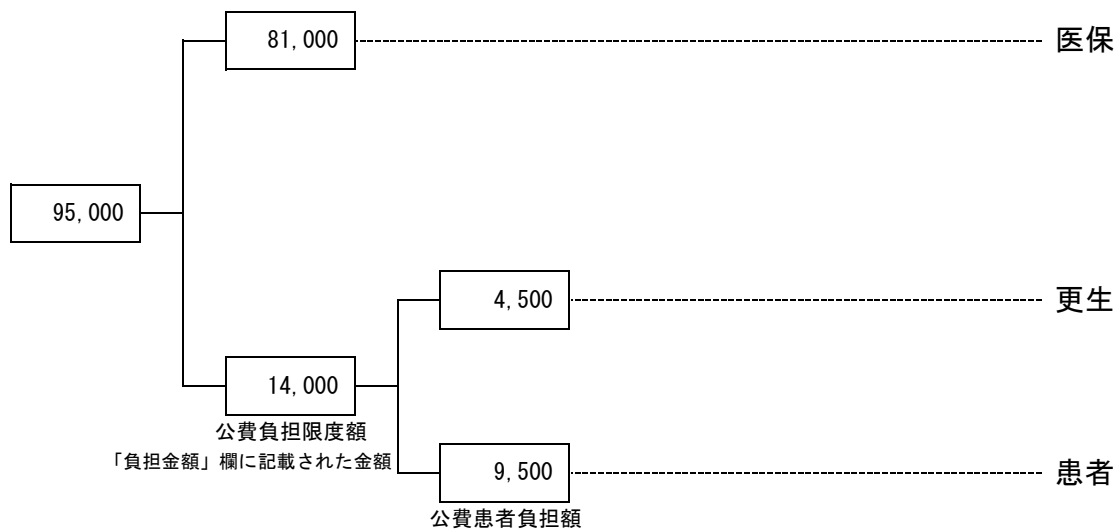 81,000
医保
95,000
4,500
更生
14,000
公費負担限度額
「負担金額」欄に記載された金額
9,500
患者
公費患者負担額